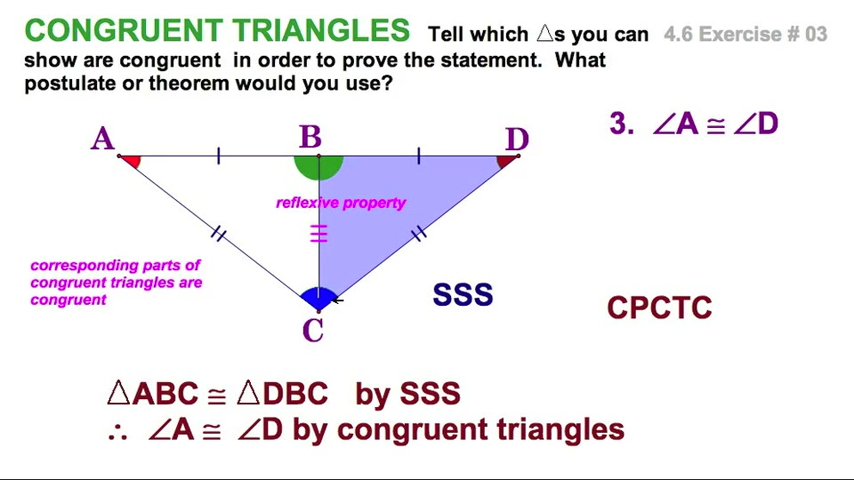 CONGRUENT TRIANGLES Tell which △s you can 4.6 Exercise # 03
show are congruent in order to prove the statement. What
postulate or theorem would you use?
3. ∠A ≅ ∠D
A B D
reflexive property
corresponding parts of
congruent triangles are
congruent
SSS
CPCTC
C
△ABC ≅ △DBC by SSS
∴ ∠A ≅ ∠D by congruent triangles